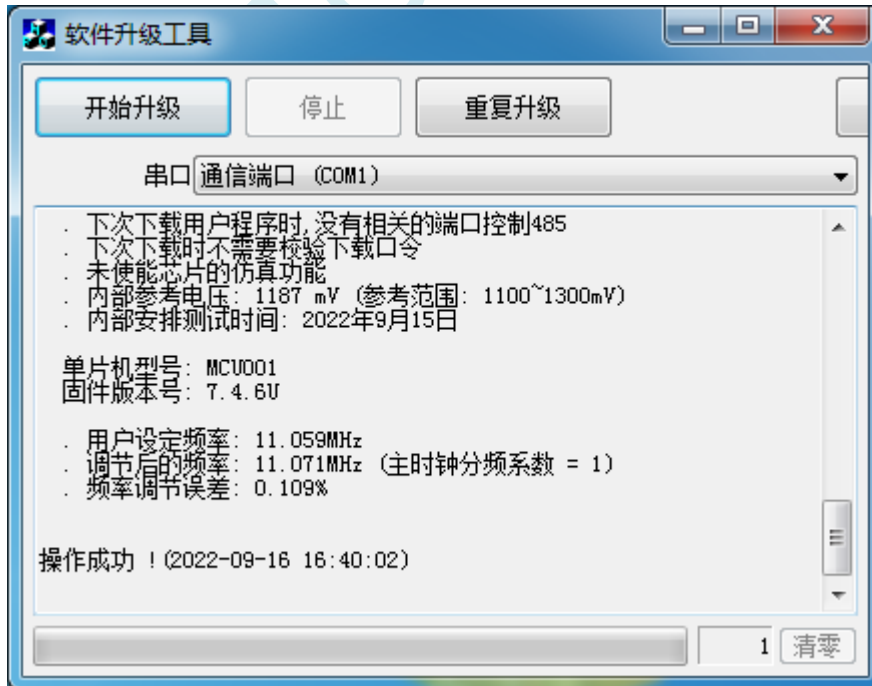 软件升级工具
开始升级 停止 重复升级
串口 通信端口 (COM1)
. 下次下载用户程序时,没有相关的端口控制485
. 下次下载时不需要校验下载口令
. 未使能芯片的仿真功能
. 内部参考电压: 1187 mV (参考范围: 1100~1300mV)
. 内部安排测试时间: 2022年9月15日
单片机型号: MCU001
固件版本号: 7.4.6U
. 用户设定频率: 11.059MHz
. 调节后的频率: 11.071MHz (主时钟分频系数 = 1)
. 频率调节误差: 0.109%
操作成功 !(2022-09-16 16:40:02)
1 清零